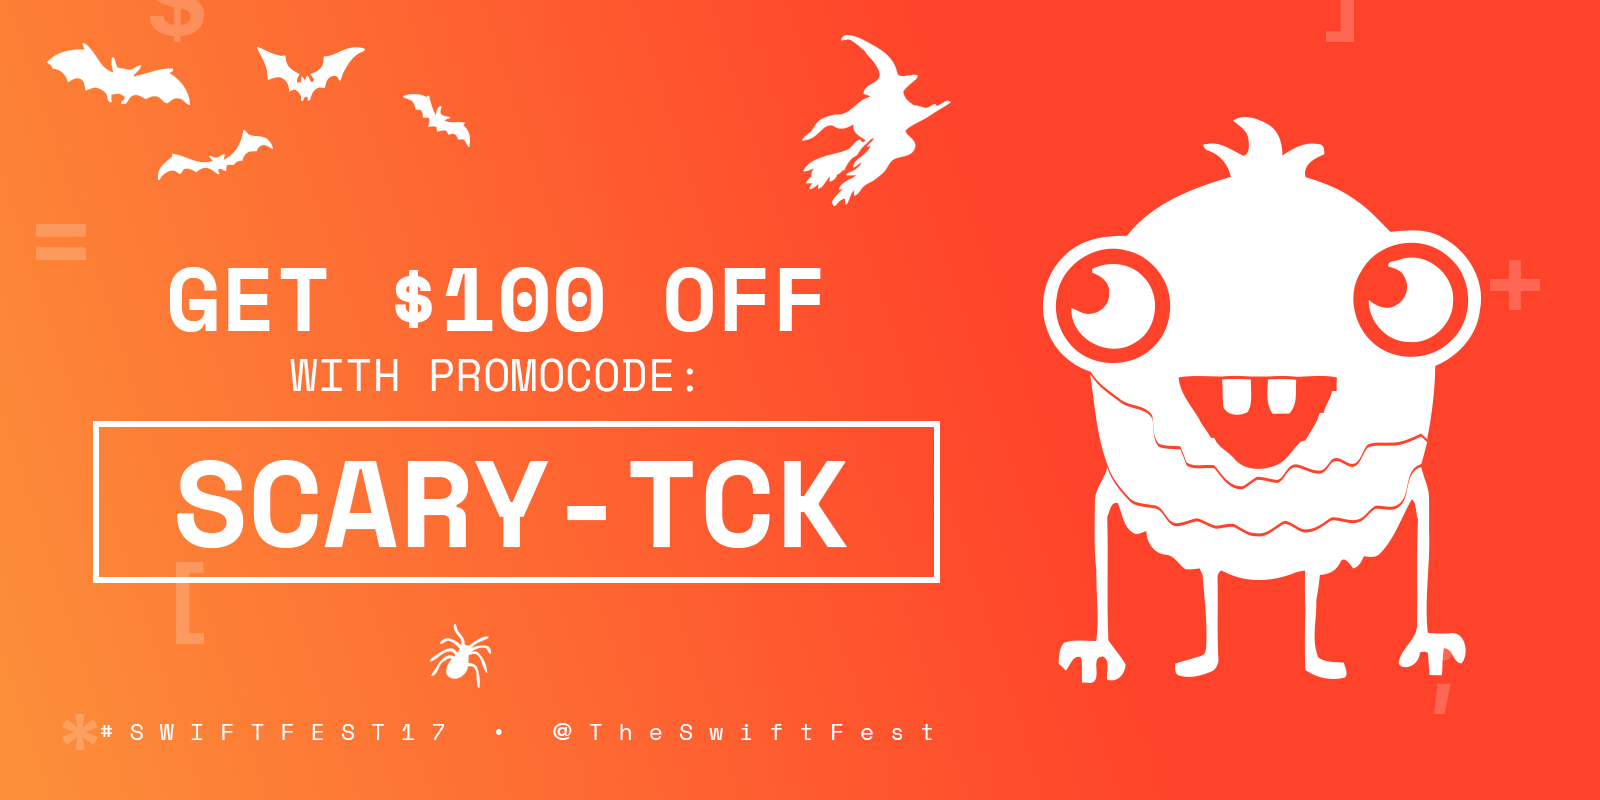 $
]
=
+
GET $100 OFF
WITH PROMOCODE:
SCARY-TCK
[
,
*
#SWIFTFEST17 • @TheSwiftFest